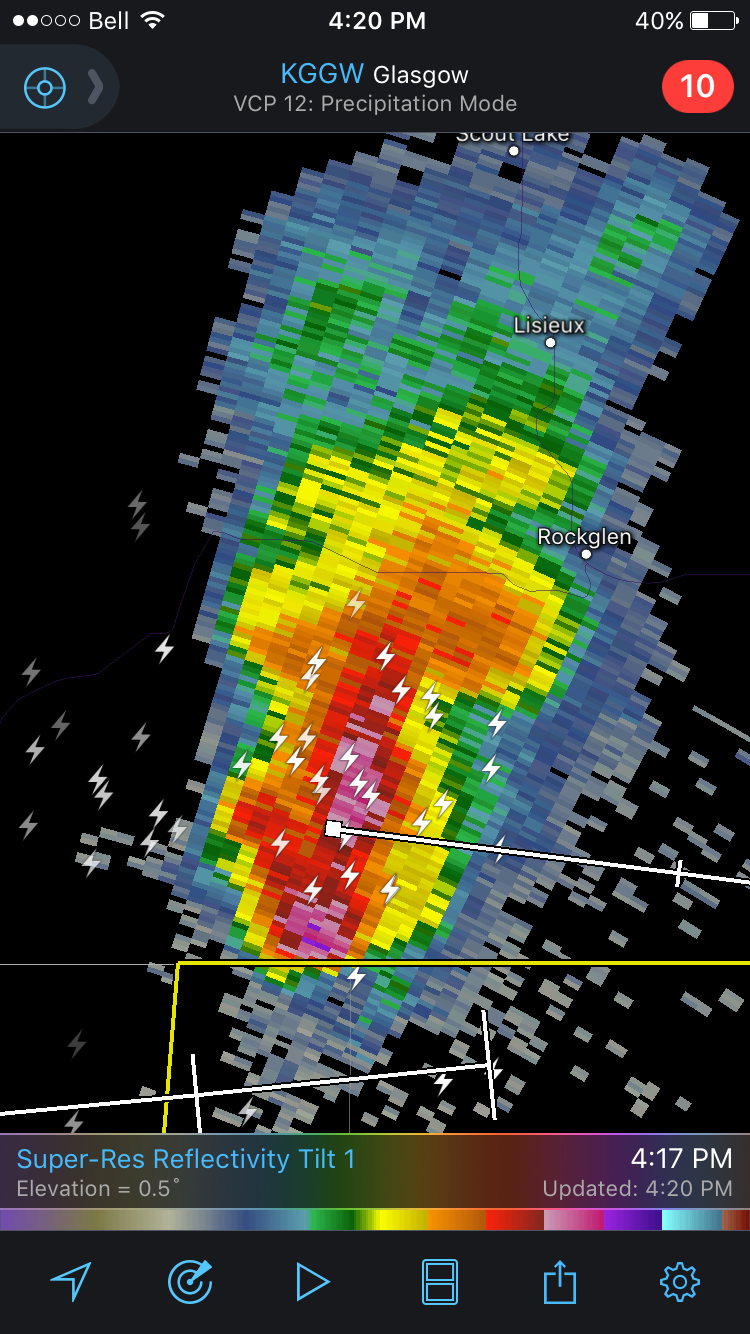 Bell 4:20 PM 40%
KGGW Glasgow
VCP 12: Precipitation Mode
10
Scout Lake
Lisieux
Rockglen
Super-Res Reflectivity Tilt 1 4:17 PM
Elevation = 0.5° Updated: 4:20 PM